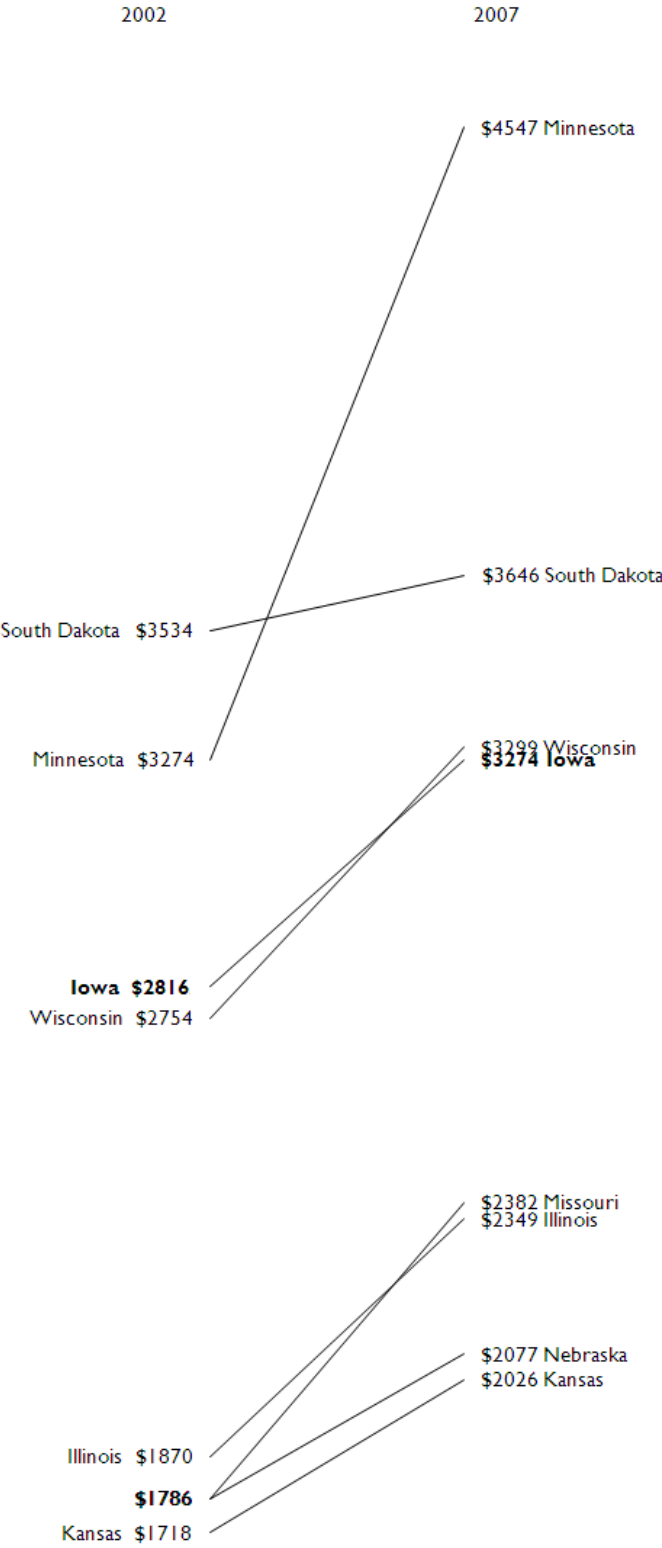 2002 2007
$4547 Minnesota
$3646 South Dakota
South Dakota $3534
$3299 Wisconsin
Minnesota $3274
$3274 Iowa
Iowa $2816
Wisconsin $2754
$2382 Missouri
$2349 Illinois
$2077 Nebraska
$2026 Kansas
Illinois $1870
$1786
Kansas $1718